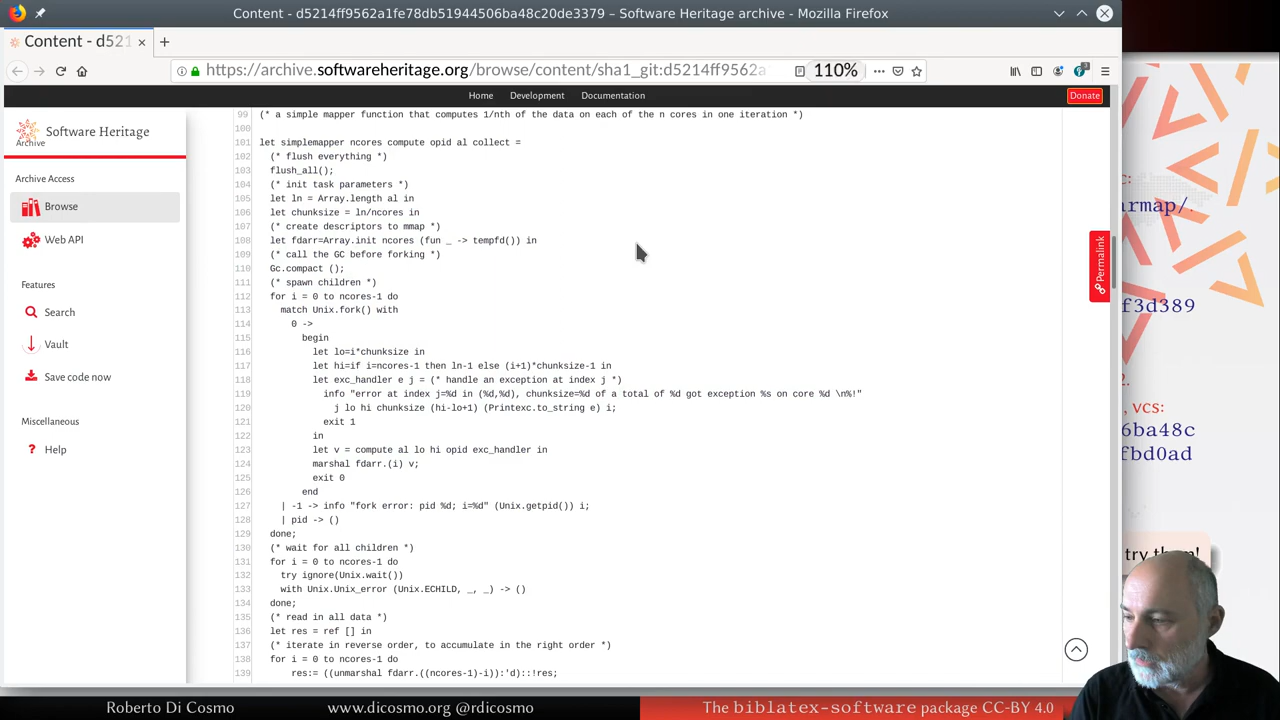 Content - d5214ff9562a1fe78db51944506ba48c20de3379 – Software Heritage archive - Mozilla Firefox
Content - d521
https://archive.softwareheritage.org/browse/content/sha1_git:d5214ff9562a
110%
Home
Development
Documentation
Donate
Software Heritage
Archive
Archive Access
Browse
Web API
Features
Search
Vault
Save code now
Miscellaneous
Help
99 (* a simple mapper function that computes 1/nth of the data on each of the n cores in one iteration *)
100
101 let simplemapper ncores compute opid al collect =
102 (* flush everything *)
103 flush_all();
104 (* init task parameters *)
105 let ln = Array.length al in
106 let chunksize = ln/ncores in
107 (* create descriptors to mmap *)
108 let fdarr=Array.init ncores (fun _ -> tempfd()) in
109 (* call the GC before forking *)
110 Gc.compact ();
111 (* spawn children *)
112 for i = 0 to ncores-1 do
113 match Unix.fork() with
114 0 ->
115 begin
116 let lo=i*chunksize in
117 let hi=if i=ncores-1 then ln-1 else (i+1)*chunksize-1 in
118 let exc_handler e j = (* handle an exception at index j *)
119 info "error at index j=%d in (%d,%d), chunksize=%d of a total of %d got exception %s on core %d \n%!"
120 j lo hi chunksize (hi-lo+1) (Printexc.to_string e) i;
121 exit 1
122 in
123 let v = compute al lo hi opid exc_handler in
124 marshal fdarr.(i) v;
125 exit 0
126 end
127 | -1 -> info "fork error: pid %d; i=%d" (Unix.getpid()) i;
128 | pid -> ()
129 done;
130 (* wait for all children *)
131 for i = 0 to ncores-1 do
132 try ignore(Unix.wait())
133 with Unix.Unix_error (Unix.ECHILD, _, _) -> ()
134 done;
135 (* read in all data *)
136 let res = ref [] in
137 (* iterate in reverse order, to accumulate in the right order *)
138 for i = 0 to ncores-1 do
139 res:= ((unmarshal fdarr.((ncores-1)-i)):'d)::!res;
Permalink
c:
armap/.
f3d389
2.
, vcs:
6ba48c
fbd0ad
try them!
Roberto Di Cosmo
www.dicosmo.org @rdicosmo
The biblatex-software package CC-BY 4.0